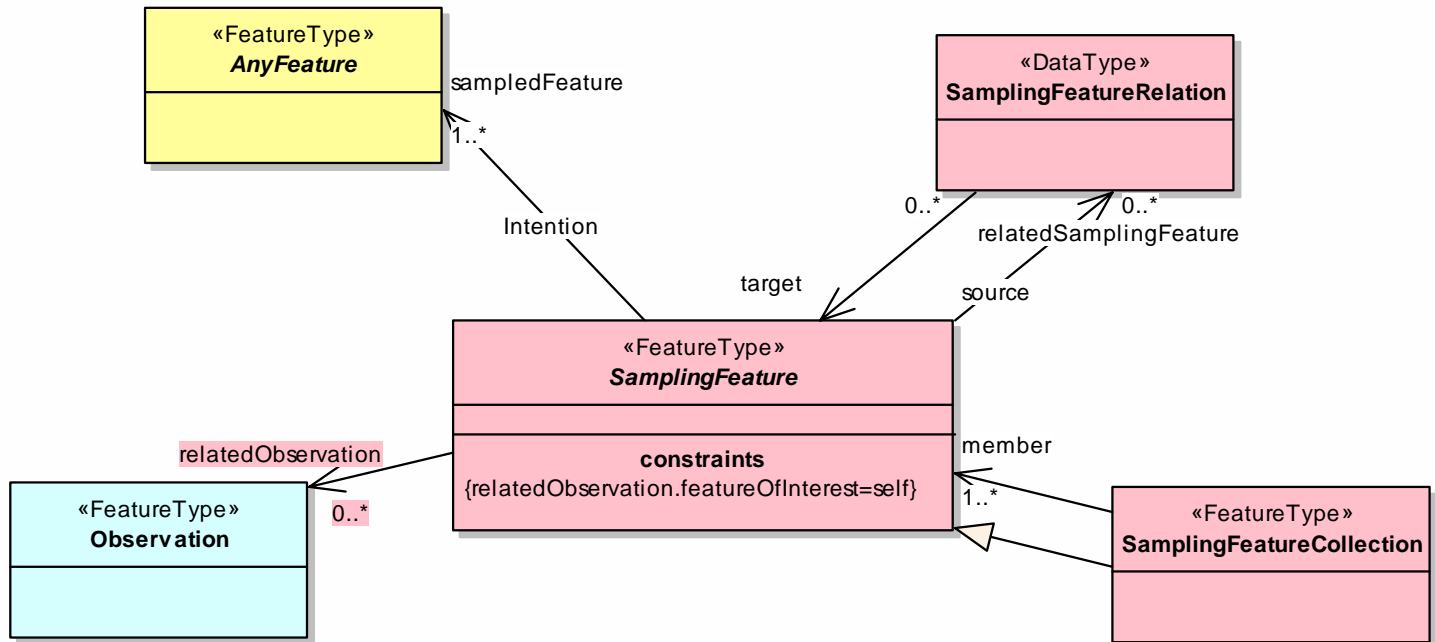 «FeatureType»
AnyFeature
sampledFeature
1..*
«DataType»
SamplingFeatureRelation
0..*
0..*
relatedSamplingFeature
Intention
target
source
«FeatureType»
SamplingFeature
constraints
{relatedObservation.featureOfInterest=self}
member
1..*
relatedObservation
0..*
«FeatureType»
Observation
«FeatureType»
SamplingFeatureCollection